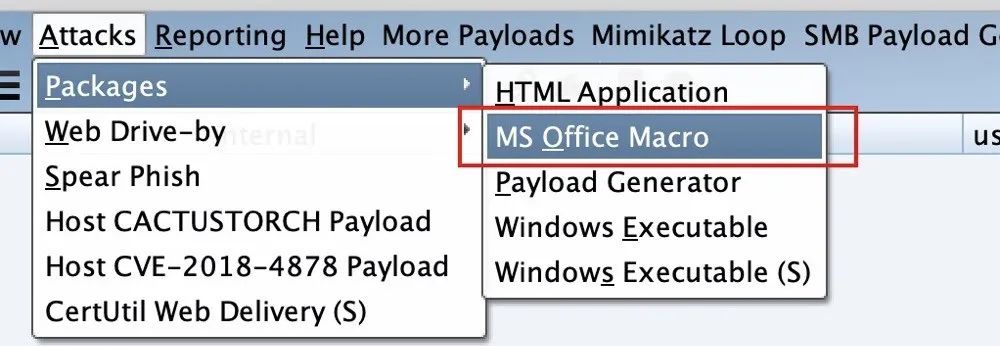 w Attacks Reporting Help More Payloads Mimikatz Loop SMB Payload G
Packages
HTML Application
Web Drive-by
ternal
MS Office Macro
us
Spear Phish
Payload Generator
Host CACTUSTORCH Payload
Windows Executable
Host CVE-2018-4878 Payload
Windows Executable (S)
CertUtil Web Delivery (S)